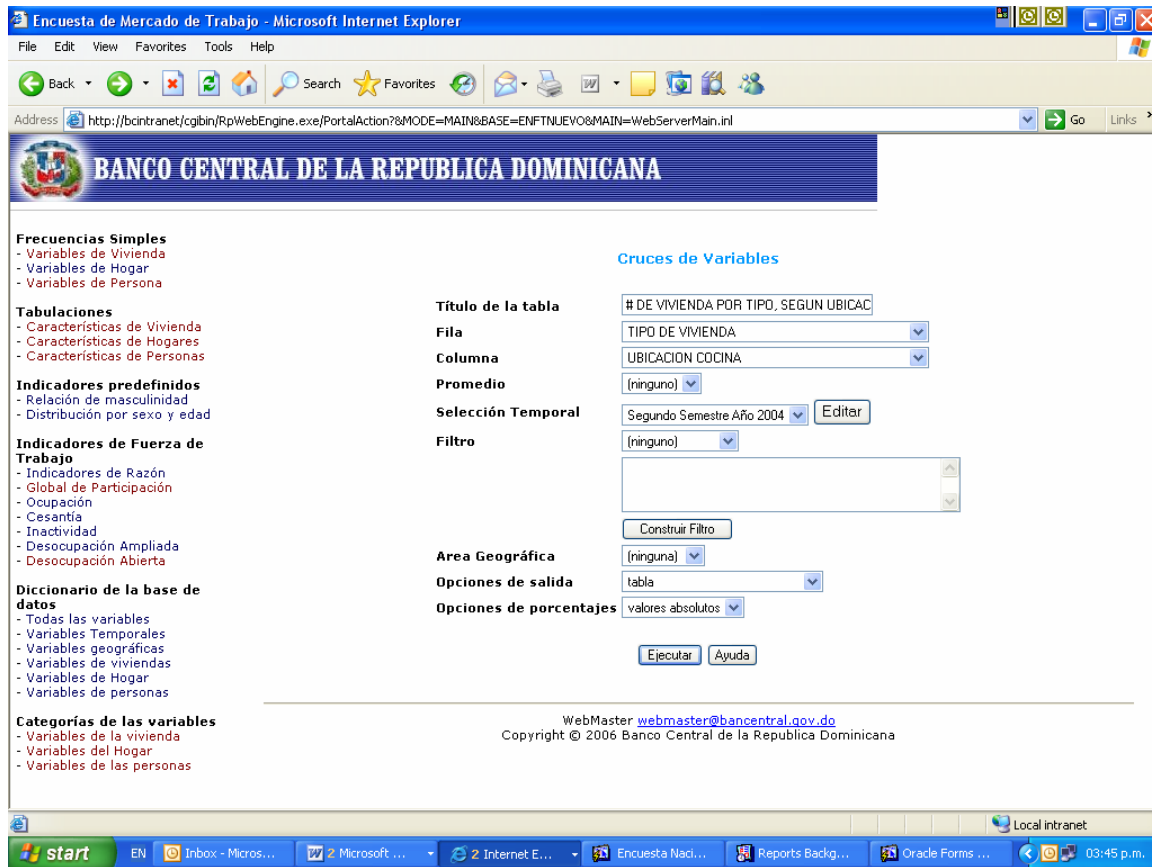 Encuesta de Mercado de Trabajo - Microsoft Internet Explorer
File Edit View Favorites Tools Help
Back Search Favorites
Address http://bcintranet/cgibin/RpWebEngine.exe/PortalAction?&MODE=MAIN&BASE=ENFTNUEVO&MAIN=WebServerMain.inl Go Links
BANCO CENTRAL DE LA REPUBLICA DOMINICANA
Frecuencias Simples
- Variables de Vivienda
- Variables de Hogar
- Variables de Persona
Tabulaciones
- Características de Vivienda
- Características de Hogares
- Características de Personas
Indicadores predefinidos
- Relación de masculinidad
- Distribución por sexo y edad
Indicadores de Fuerza de
Trabajo
- Indicadores de Razón
- Global de Participación
- Ocupación
- Cesantía
- Inactividad
- Desocupación Ampliada
- Desocupación Abierta
Diccionario de la base de
datos
- Todas las variables
- Variables Temporales
- Variables geográficas
- Variables de viviendas
- Variables de Hogar
- Variables de personas
Categorías de las variables
- Variables de la vivienda
- Variables del Hogar
- Variables de las personas
Cruces de Variables
Título de la tabla # DE VIVIENDA POR TIPO, SEGUN UBICAC
Fila TIPO DE VIVIENDA
Columna UBICACION COCINA
Promedio (ninguno)
Selección Temporal Segundo Semestre Año 2004 Editar
Filtro (ninguno)
Construir Filtro
Area Geográfica (ninguna)
Opciones de salida tabla
Opciones de porcentajes valores absolutos
Ejecutar Ayuda
WebMaster webmaster@bancentral.gov.do
Copyright © 2006 Banco Central de la Republica Dominicana
Local intranet
start EN Inbox - Micros... 2 Microsoft ... 2 Internet E... Encuesta Naci... Reports Backg... Oracle Forms ... 03:45 p.m.